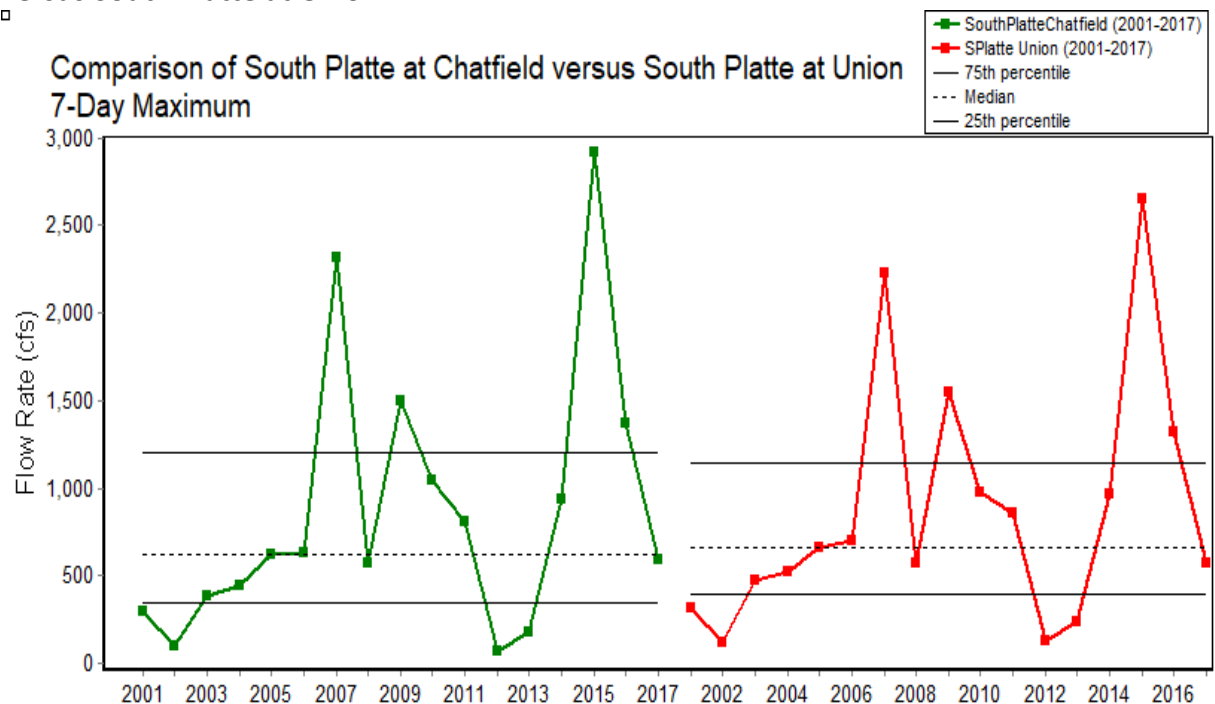 SouthPlatteChatfield (2001-2017)
SPlatte Union (2001-2017)
75th percentile
Median
25th percentile
Comparison of South Platte at Chatfield versus South Platte at Union
7-Day Maximum
Flow Rate (cfs)
3,000
2,500
2,000
1,500
1,000
500
0
2001 2003 2005 2007 2009 2011 2013 2015 2017 2002 2004 2006 2008 2010 2012 2014 2016